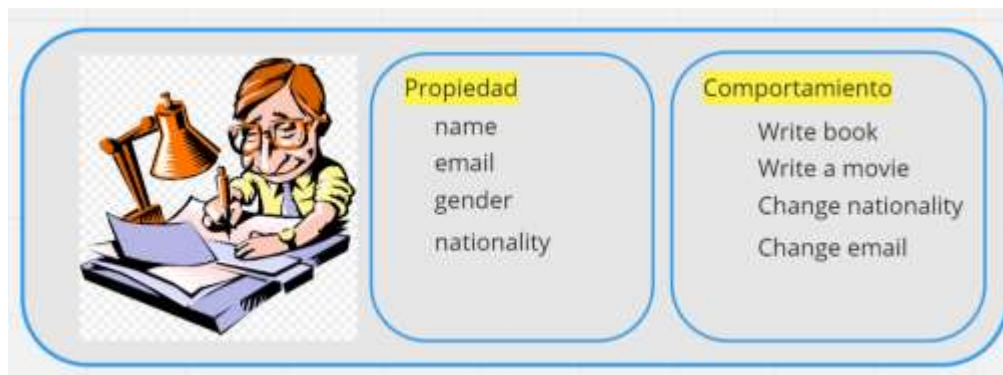 Propiedad
name
email
gender
nationality
Comportamiento
Write book
Write a movie
Change nationality
Change email